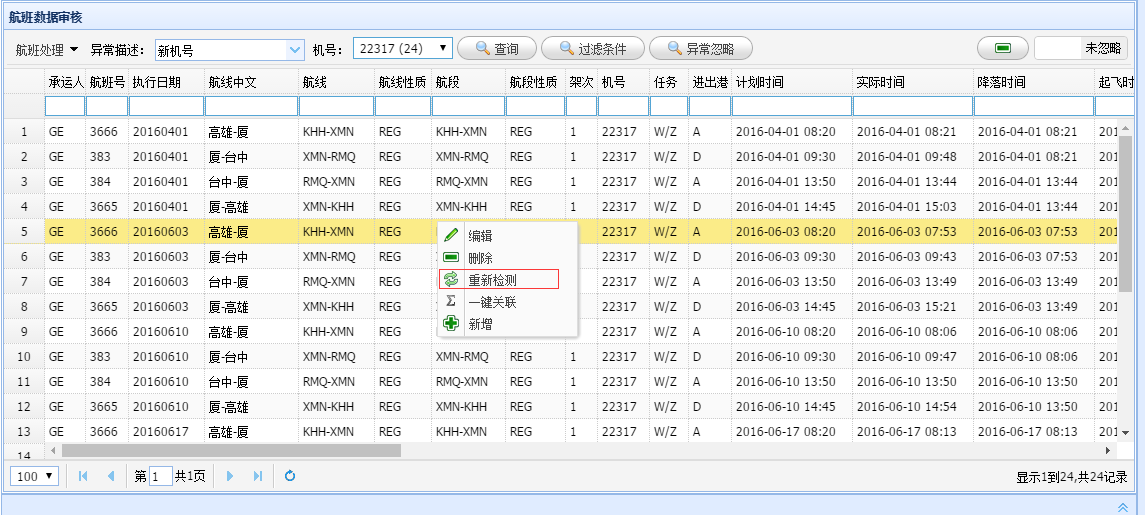 航班数据审核
航班处理 异常描述： 新机号 机号： 22317 (24) 查询 过滤条件 异常忽略 未忽略
承运人 航班号 执行日期 航线中文 航线 航线性质 航段 航段性质 架次 机号 任务 进出港 计划时间 实际时间 降落时间 起飞时
1 GE 3666 20160401 高雄-厦 KHH-XMN REG KHH-XMN REG 1 22317 W/Z A 2016-04-01 08:20 2016-04-01 08:21 2016-04-01 08:21 201
2 GE 383 20160401 厦-台中 XMN-RMQ REG XMN-RMQ REG 1 22317 W/Z D 2016-04-01 09:30 2016-04-01 09:48 2016-04-01 08:21 201
3 GE 384 20160401 台中-厦 RMQ-XMN REG RMQ-XMN REG 1 22317 W/Z A 2016-04-01 13:50 2016-04-01 13:44 2016-04-01 13:44 201
4 GE 3665 20160401 厦-高雄 XMN-KHH REG XMN-KHH REG 1 22317 W/Z D 2016-04-01 14:45 2016-04-01 15:03 2016-04-01 13:44 201
5 GE 3666 20160603 高雄-厦 KHH-XMN REG 1 22317 W/Z A 2016-06-03 08:20 2016-06-03 07:53 2016-06-03 07:53 201
6 GE 383 20160603 厦-台中 XMN-RMQ REG 1 22317 W/Z D 2016-06-03 09:30 2016-06-03 09:43 2016-06-03 07:53 201
7 GE 384 20160603 台中-厦 RMQ-XMN REG 1 22317 W/Z A 2016-06-03 13:50 2016-06-03 13:49 2016-06-03 13:49 201
8 GE 3665 20160603 厦-高雄 XMN-KHH REG 1 22317 W/Z D 2016-06-03 14:45 2016-06-03 15:21 2016-06-03 13:49 201
9 GE 3666 20160610 高雄-厦 KHH-XMN REG 1 22317 W/Z A 2016-06-10 08:20 2016-06-10 08:06 2016-06-10 08:06 201
编辑
删除
重新检测
一键关联
新增
10 GE 383 20160610 厦-台中 XMN-RMQ REG XMN-RMQ REG 1 22317 W/Z D 2016-06-10 09:30 2016-06-10 09:47 2016-06-10 08:06 201
11 GE 384 20160610 台中-厦 RMQ-XMN REG RMQ-XMN REG 1 22317 W/Z A 2016-06-10 13:50 2016-06-10 13:50 2016-06-10 13:50 201
12 GE 3665 20160610 厦-高雄 XMN-KHH REG XMN-KHH REG 1 22317 W/Z D 2016-06-10 14:45 2016-06-10 14:54 2016-06-10 13:50 201
13 GE 3666 20160617 高雄-厦 KHH-XMN REG KHH-XMN REG 1 22317 W/Z A 2016-06-17 08:20 2016-06-17 08:13 2016-06-17 08:13 201
14
100 第 1 共1页 显示1到24,共24记录